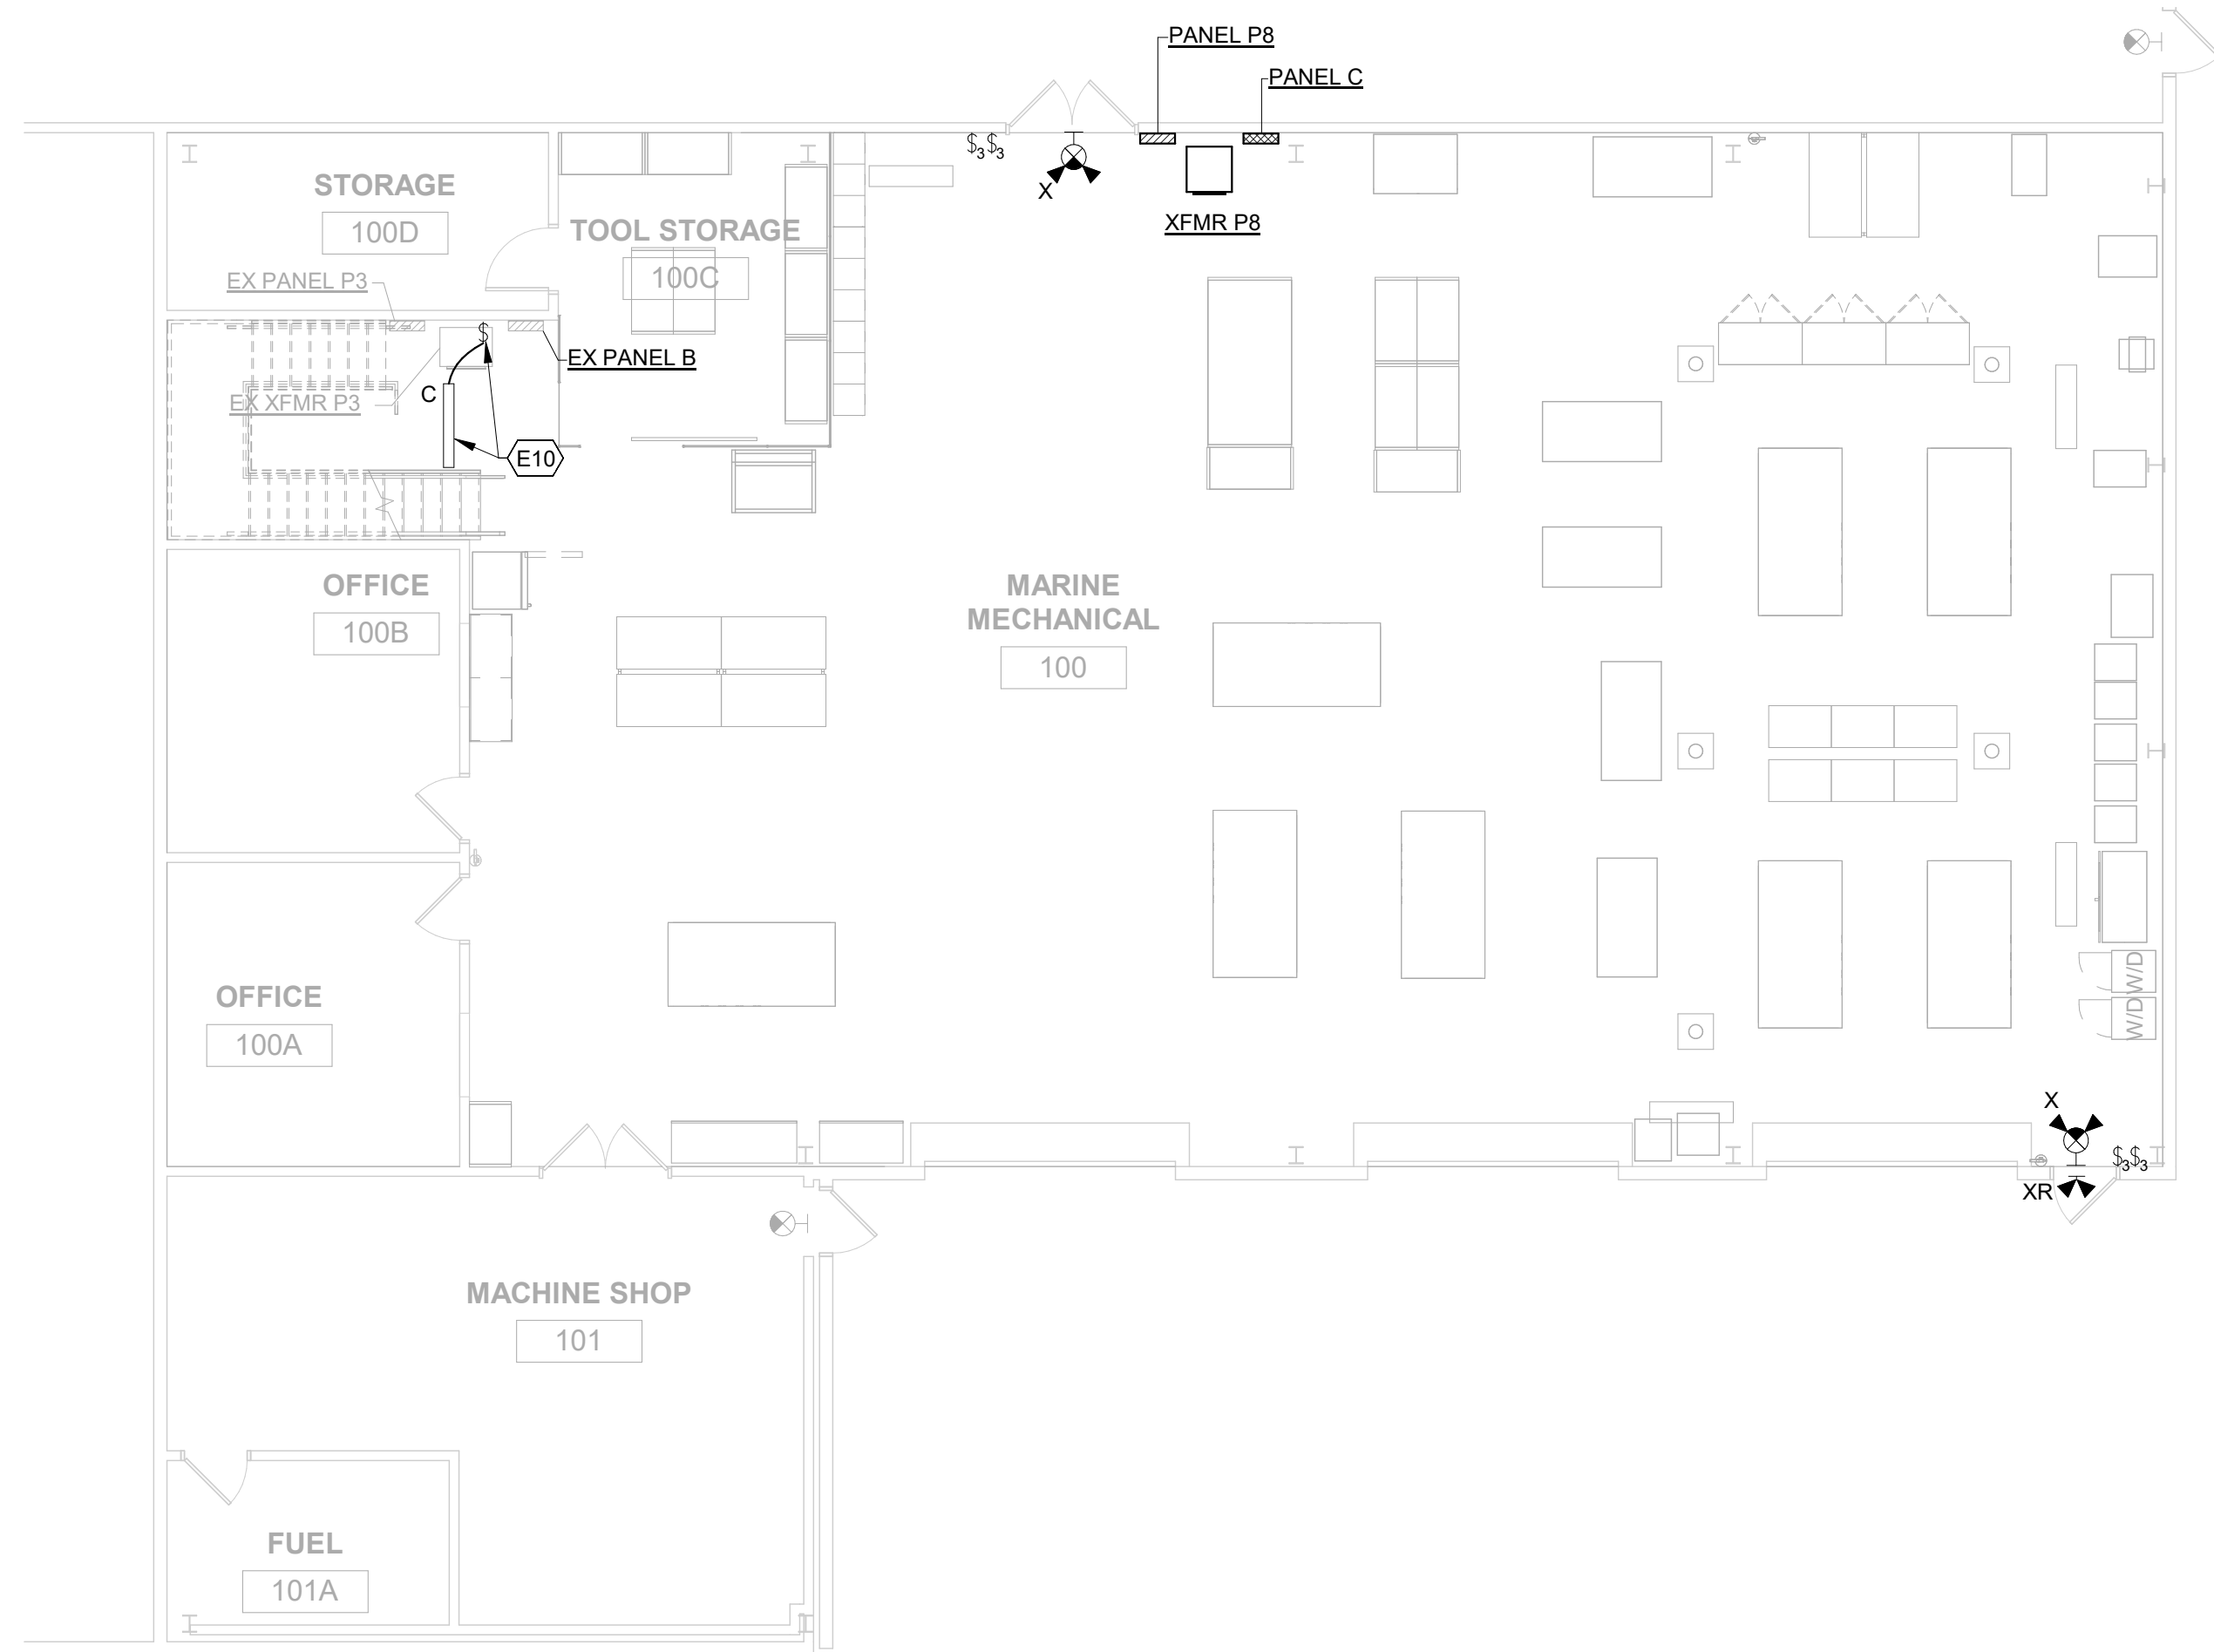 PANEL P8
PANEL C
$3 $3
X
XFMR P8
STORAGE
100D
TOOL STORAGE
100C
EX PANEL P3
$
EX PANEL B
C
EX XFMR P3
E10
OFFICE
100B
MARINE
MECHANICAL
100
OFFICE
100A
W/D
W/D
X
$3$3
XR
MACHINE SHOP
101
FUEL
101A